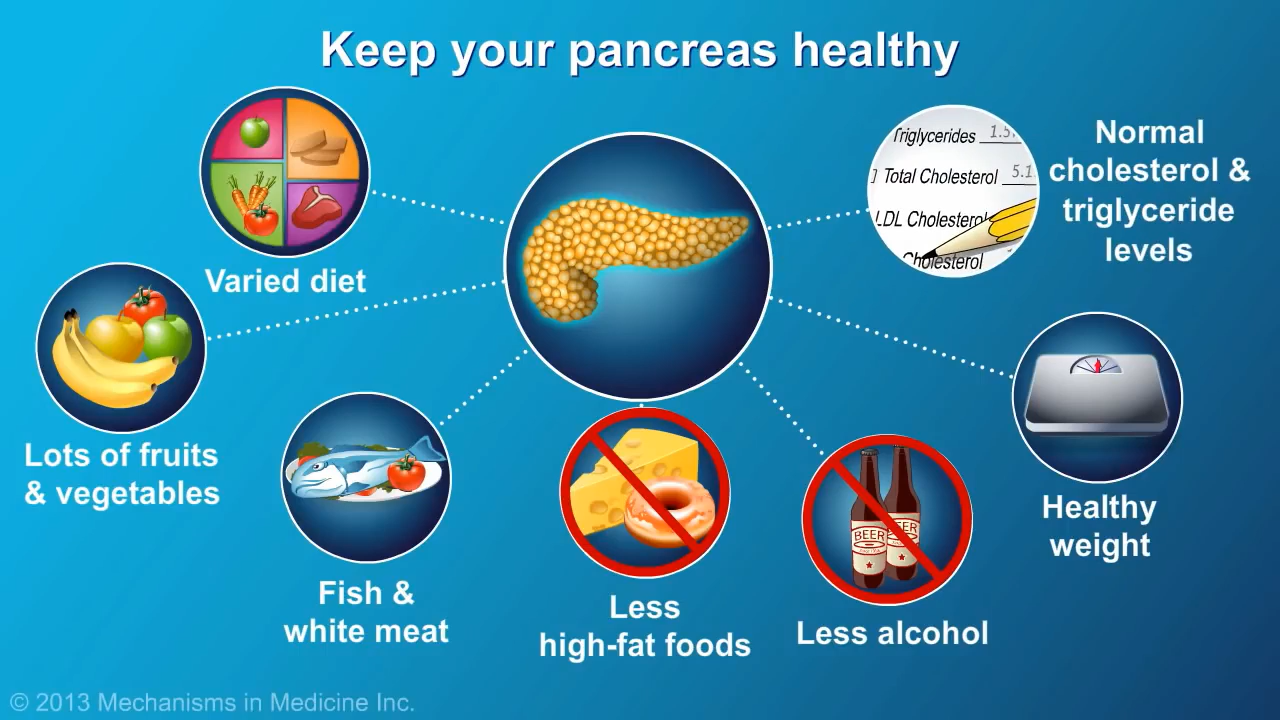 Keep your pancreas healthy
Varied diet
Lots of fruits
& vegetables
Fish &
white meat
Less
high-fat foods
BEER
BEER
Less alcohol
Healthy
weight
Triglycerides 1.5
Total Cholesterol 5.1
LDL Cholesterol
Cholesterol
Normal
cholesterol &
triglyceride
levels
© 2013 Mechanisms in Medicine Inc.